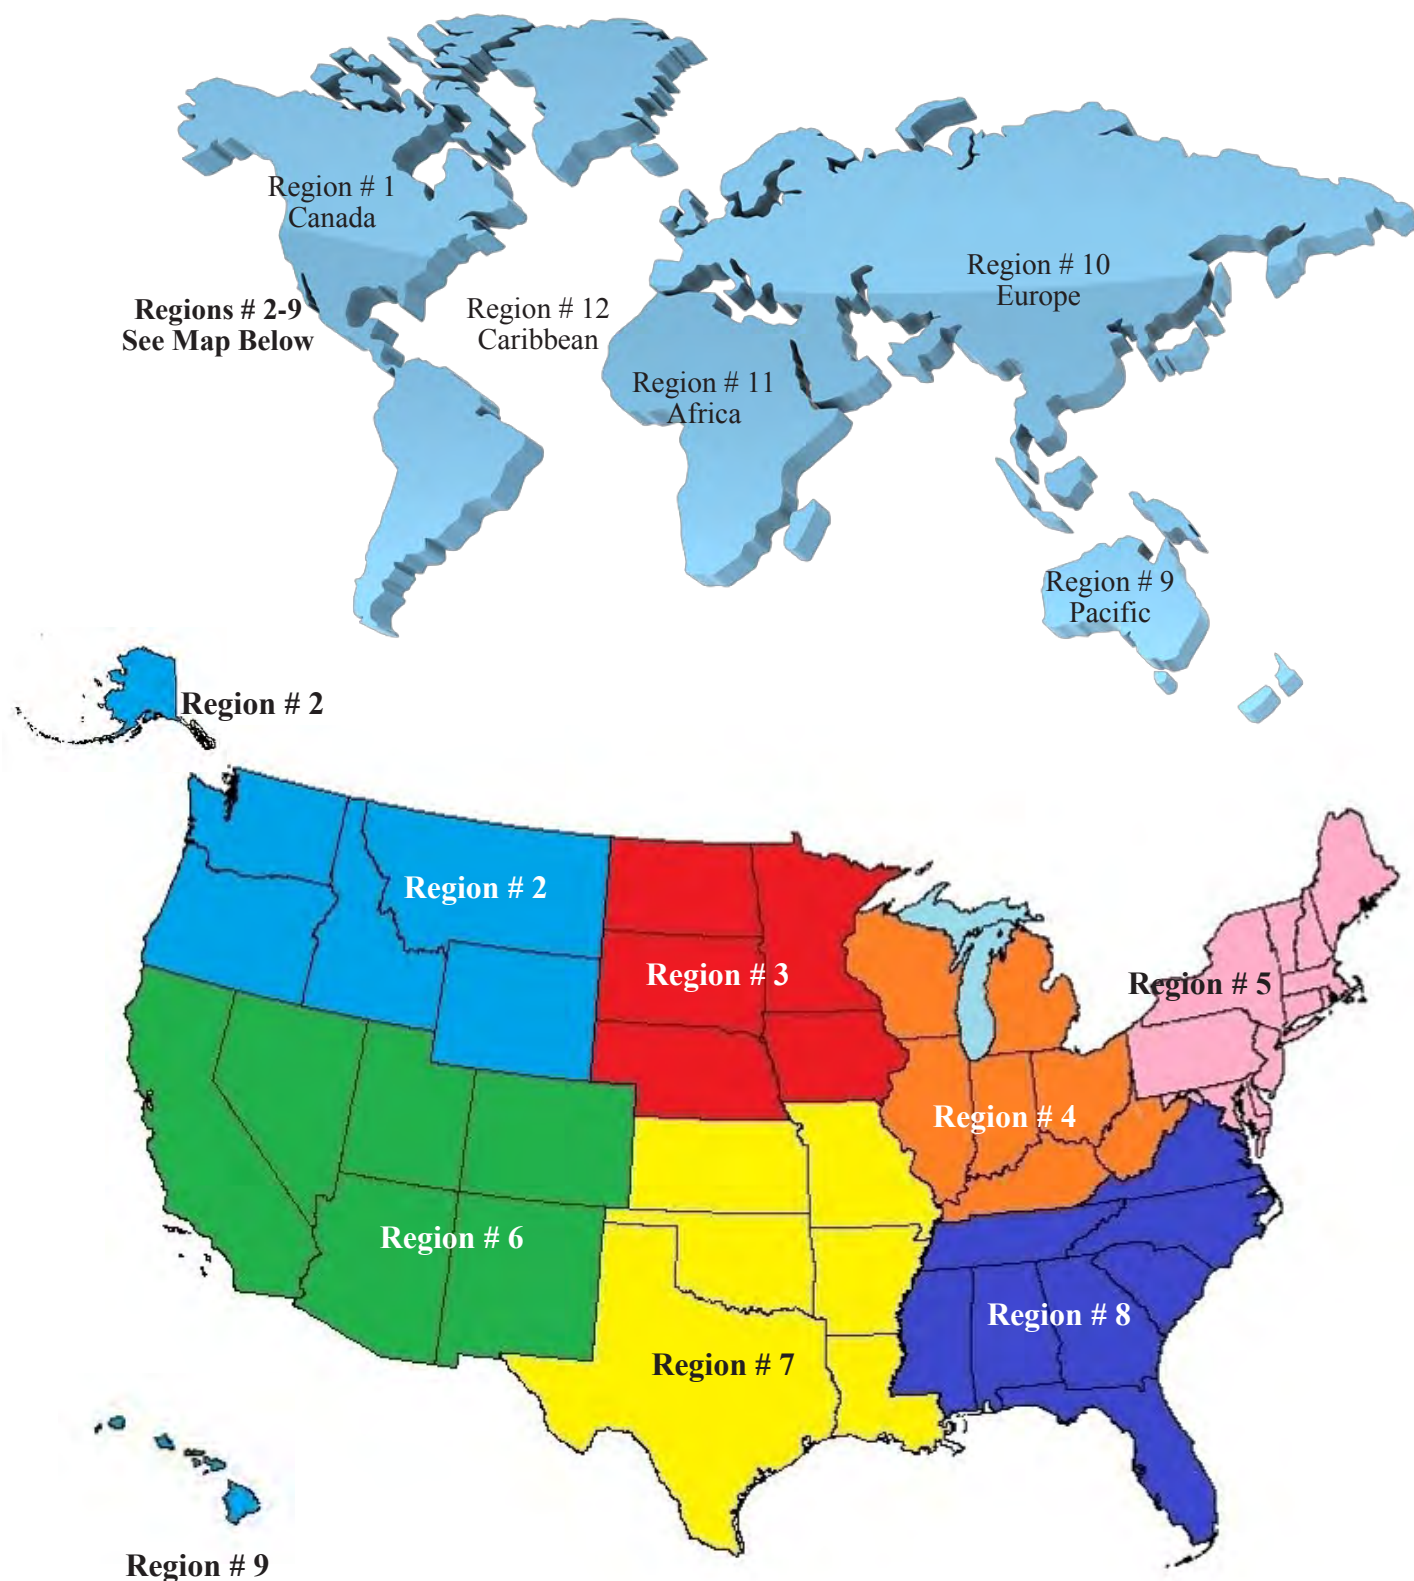 Region # 1
Canada
Region # 10
Europe
Regions # 2-9
See Map Below
Region # 12
Caribbean
Region # 11
Africa
Region # 9
Pacific
Region # 2
Region # 2
Region # 3
Region # 5
Region # 4
Region # 6
Region # 8
Region # 7
Region # 9